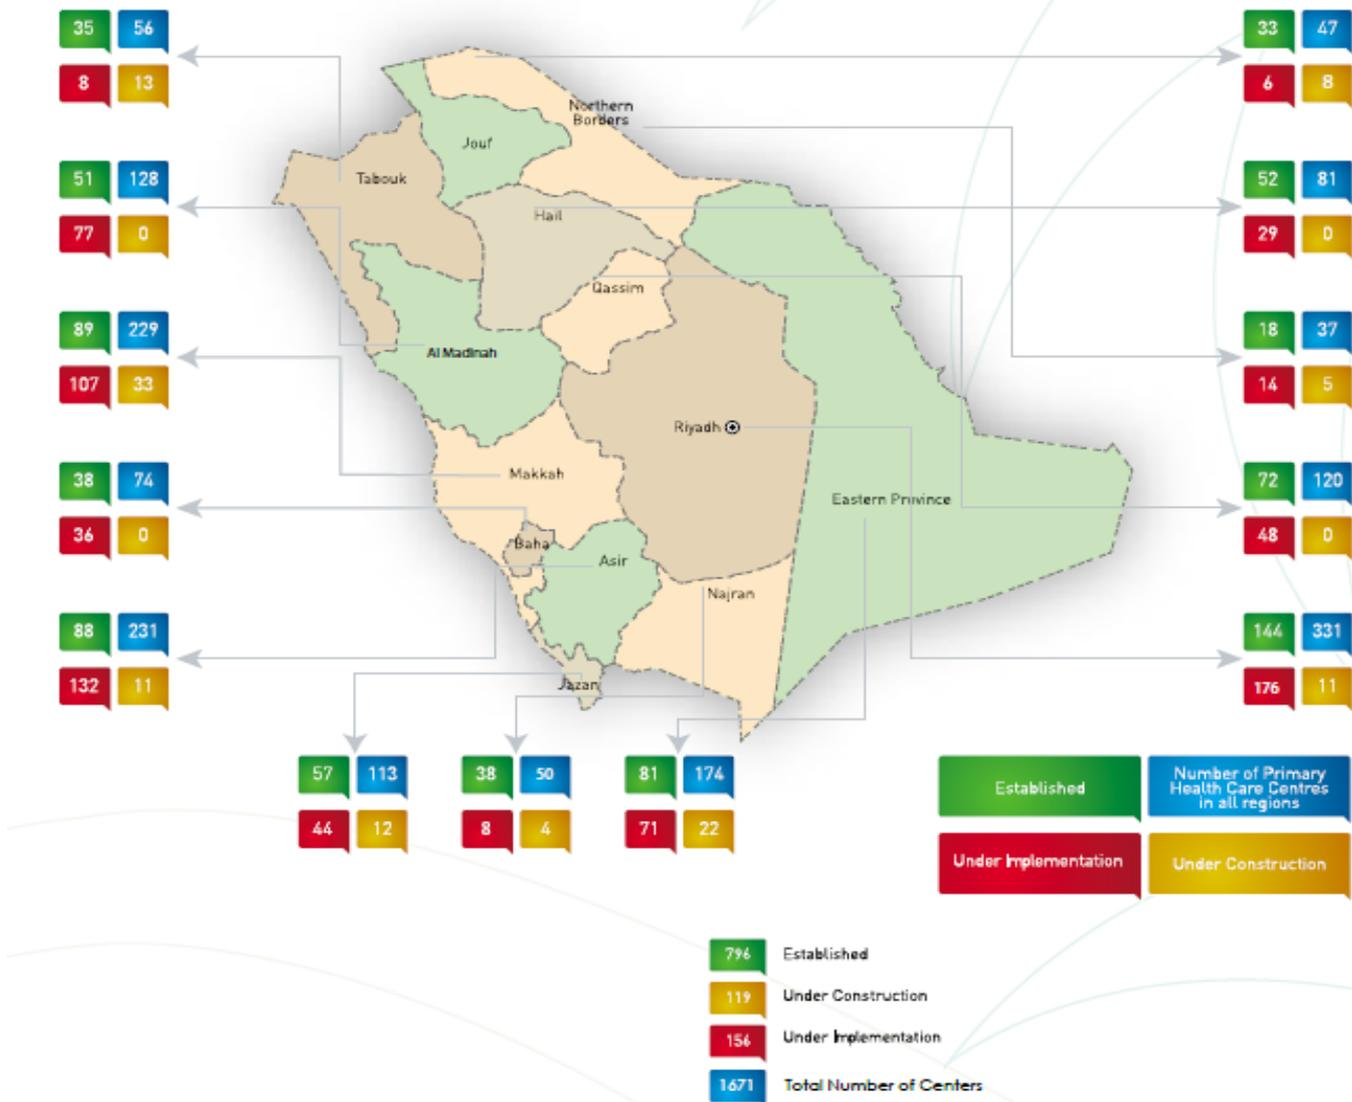 35 56
8 13
33 47
6 8
Northern
Borders
Jouf
Tabouk
51 128
77 0
52 81
29 0
Hail
Qassim
89 229
107 33
18 37
14 5
Al Madinah
Riyadh
Makkah
38 74
36 0
72 120
48 0
Eastern Province
Baha
Asir
Najran
88 231
132 11
144 331
176 11
Jazan
57 113
44 12
38 50
8 4
81 174
71 22
Established
Number of Primary
Health Care Centres
in all regions
Under Implementation
Under Construction
796 Established
119 Under Construction
156 Under Implementation
1671 Total Number of Centers